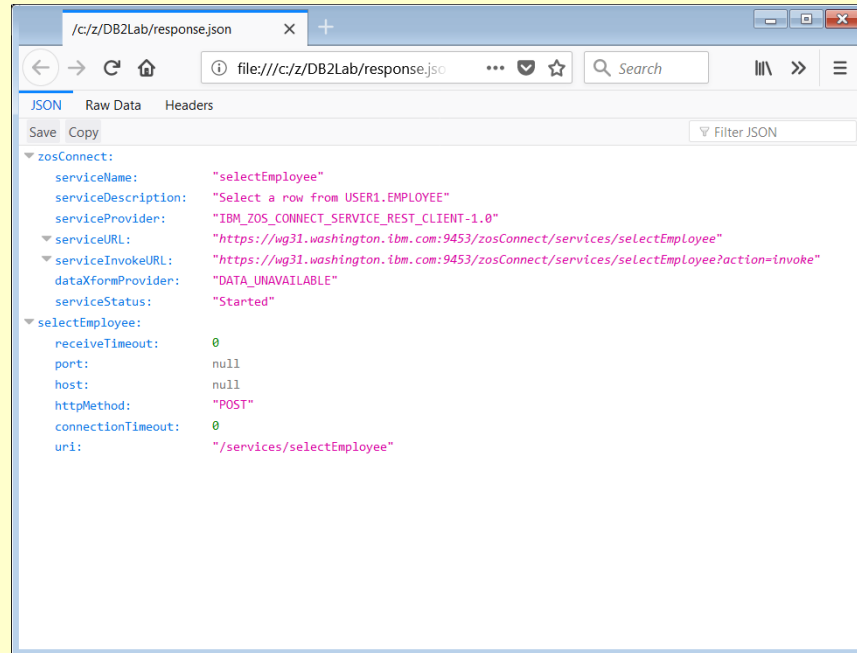 /c:/z/DB2Lab/response.json
file:///c:/z/DB2Lab/response.jso
Search
JSON Raw Data Headers
Save Copy
Filter JSON
zosConnect:
serviceName: "selectEmployee"
serviceDescription: "Select a row from USER1.EMPLOYEE"
serviceProvider: "IBM_ZOS_CONNECT_SERVICE_REST_CLIENT-1.0"
serviceURL: "https://wg31.washington.ibm.com:9453/zosConnect/services/selectEmployee"
serviceInvokeURL: "https://wg31.washington.ibm.com:9453/zosConnect/services/selectEmployee?action=invoke"
dataXformProvider: "DATA_UNAVAILABLE"
serviceStatus: "Started"
selectEmployee:
receiveTimeout: 0
port: null
host: null
httpMethod: "POST"
connectionTimeout: 0
uri: "/services/selectEmployee"